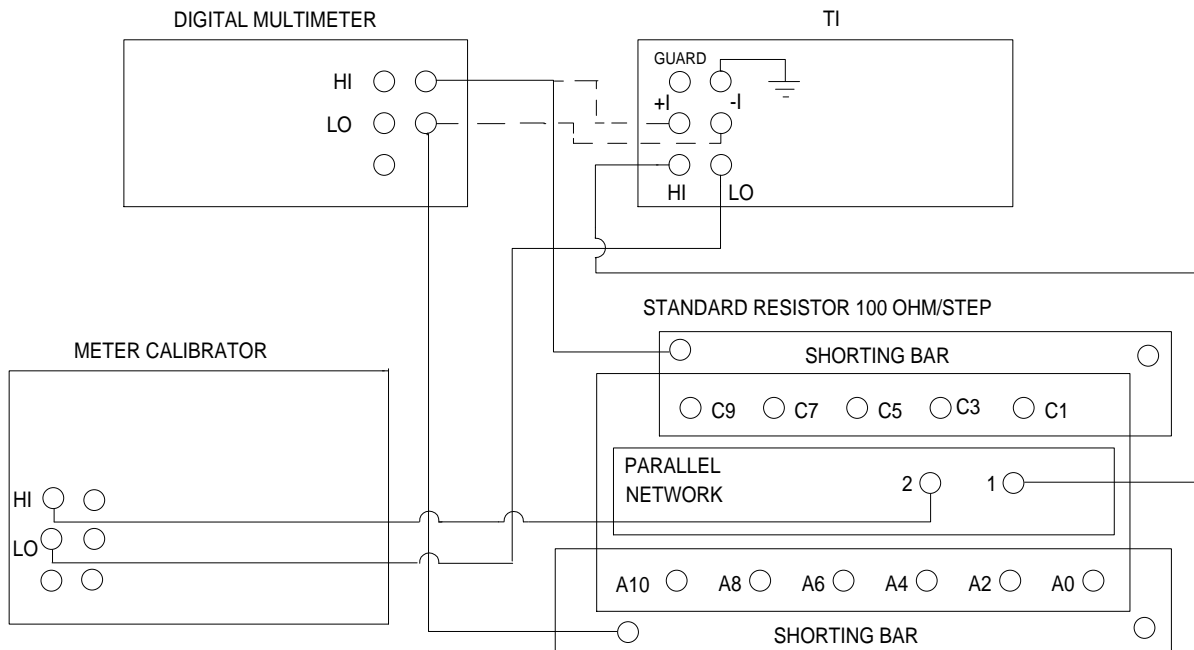 DIGITAL MULTIMETER
TI
HI
LO
GUARD
+I
-I
HI
LO
STANDARD RESISTOR 100 OHM/STEP
METER CALIBRATOR
SHORTING BAR
C9
C7
C5
C3
C1
PARALLEL
NETWORK
2
1
HI
LO
A10
A8
A6
A4
A2
A0
SHORTING BAR